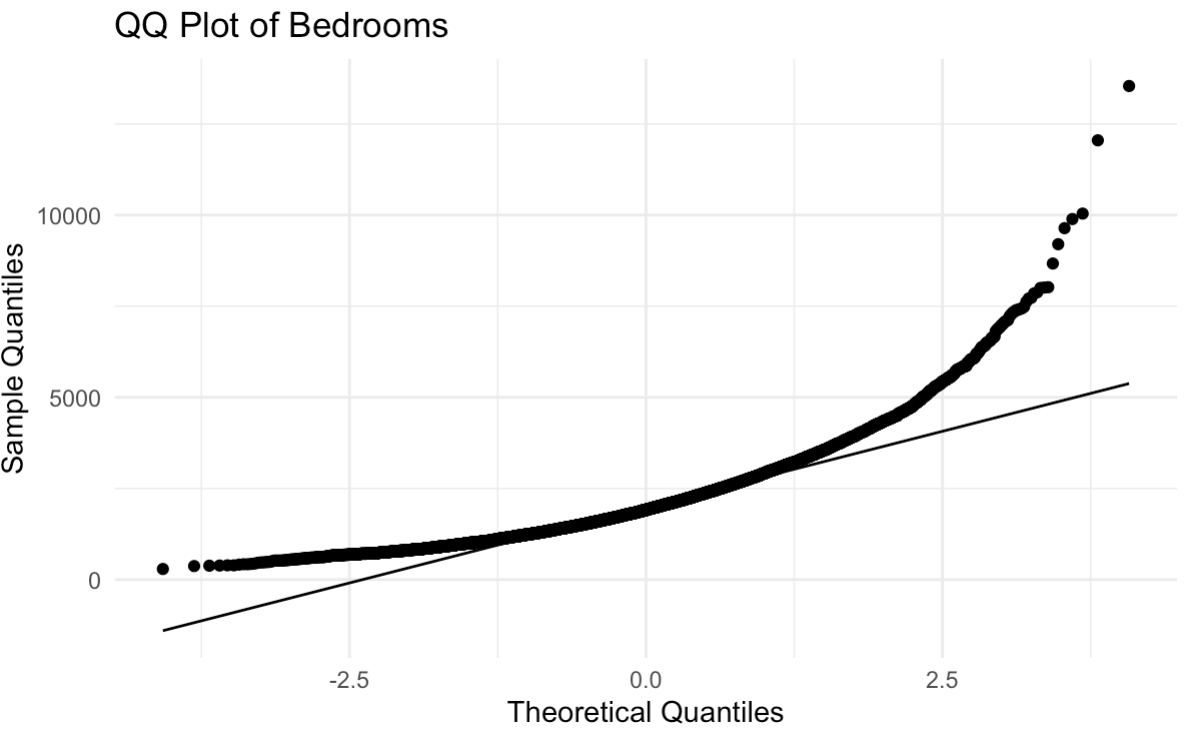 QQ Plot of Bedrooms
Sample Quantiles
10000
5000
0
-2.5
0.0
2.5
Theoretical Quantiles